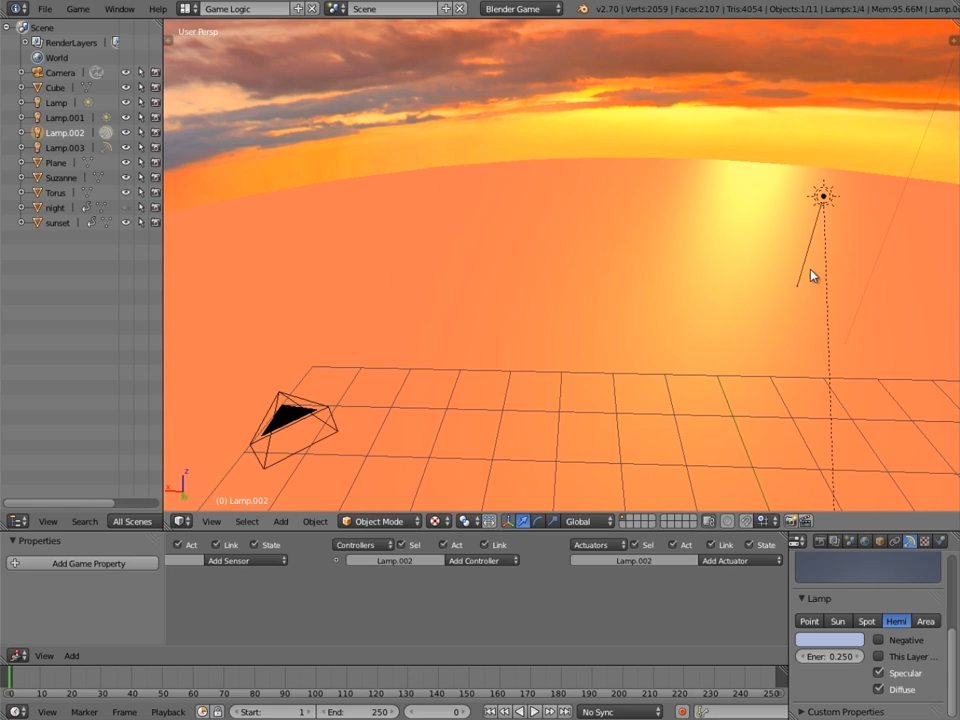 File Game Window Help Game Logic Scene Blender Game v2.70 | Verts:2059 | Faces:2107 | Tris:4054 | Objects:1/11 | Lamps:1/4 | Mem:95.66M | Lamp.0
User Persp
Scene
RenderLayers
World
Camera
Cube
Lamp
Lamp.001
Lamp.002
Lamp.003
Plane
Suzanne
Torus
night
sunset
z
x
(0) Lamp.002
View Search All Scenes
View Select Add Object Object Mode Global
Properties
Add Game Property
Act Link State
Add Sensor
Controllers Sel Act Link
Lamp.002 Add Controller
Actuators Sel Act Link State
Lamp.002 Add Actuator
View Add
Lamp
Point Sun Spot Hemi Area
Negative
Ener: 0.250 This Layer ...
Specular
Diffuse
Custom Properties
0 10 20 30 40 50 60 70 80 90 100 110 120 130 140 150 160 170 180 190 200 210 220 230 240 250
View Marker Frame Playback Start: 1 End: 250 0 No Sync